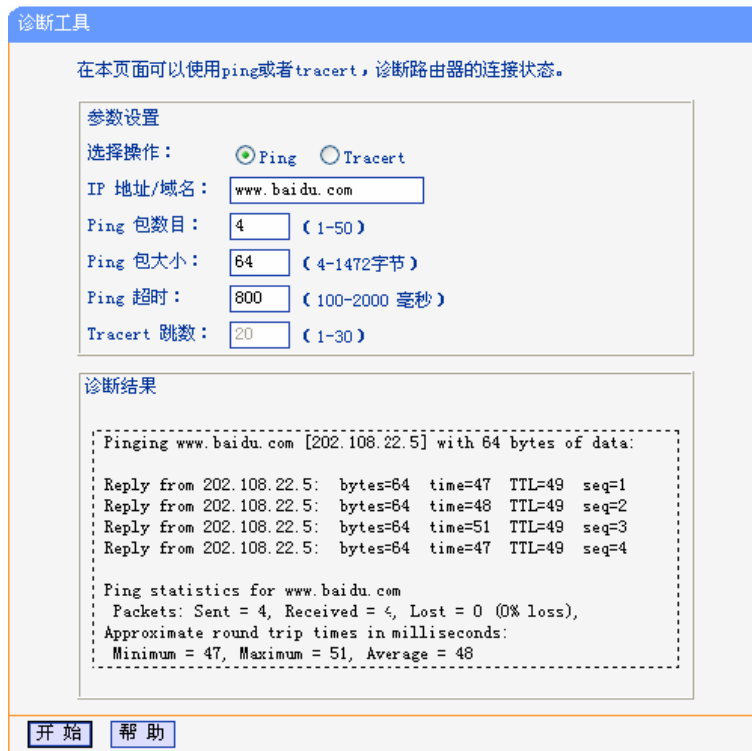 诊断工具
在本页面可以使用ping或者tracert，诊断路由器的连接状态。
参数设置
选择操作： Ping Tracert
IP 地址/域名： www.baidu.com
Ping 包数目： 4 （1-50）
Ping 包大小： 64 （4-1472字节）
Ping 超时： 800 （100-2000 毫秒）
Tracert 跳数： 20 （1-30）
诊断结果
Pinging www.baidu.com [202.108.22.5] with 64 bytes of data:
Reply from 202.108.22.5: bytes=64 time=47 TTL=49 seq=1
Reply from 202.108.22.5: bytes=64 time=48 TTL=49 seq=2
Reply from 202.108.22.5: bytes=64 time=51 TTL=49 seq=3
Reply from 202.108.22.5: bytes=64 time=47 TTL=49 seq=4
Ping statistics for www.baidu.com
Packets: Sent = 4, Received = 4, Lost = 0 (0% loss),
Approximate round trip times in milliseconds:
Minimum = 47, Maximum = 51, Average = 48
开 始 帮 助